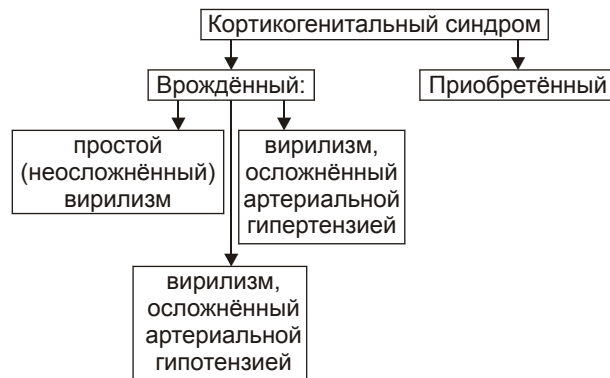 Кортикогенитальный синдром
Врождённый:
Приобретённый
простой
(неосложнённый)
вирилизм
вирилизм,
осложнённый
артериальной
гипертензией
вирилизм,
осложнённый
артериальной
гипотензией